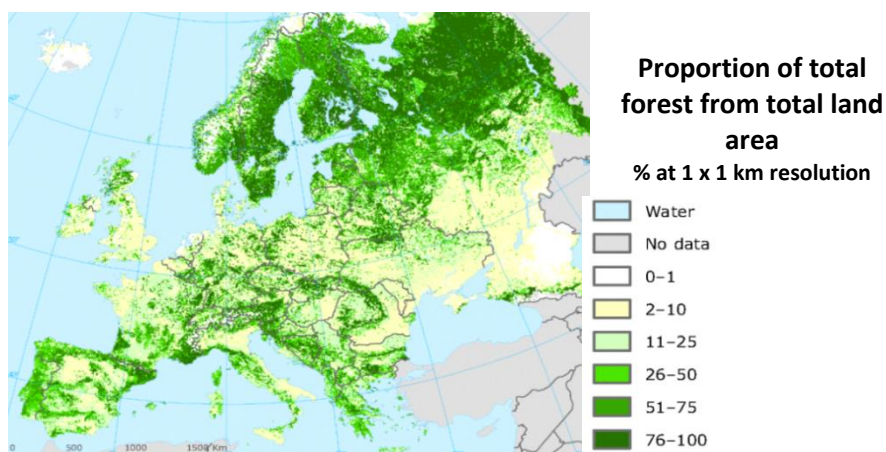 Proportion of total
forest from total land
area
% at 1 x 1 km resolution
Water
No data
0–1
2–10
11–25
26–50
51–75
76–100
0 500 1000 1500 Km